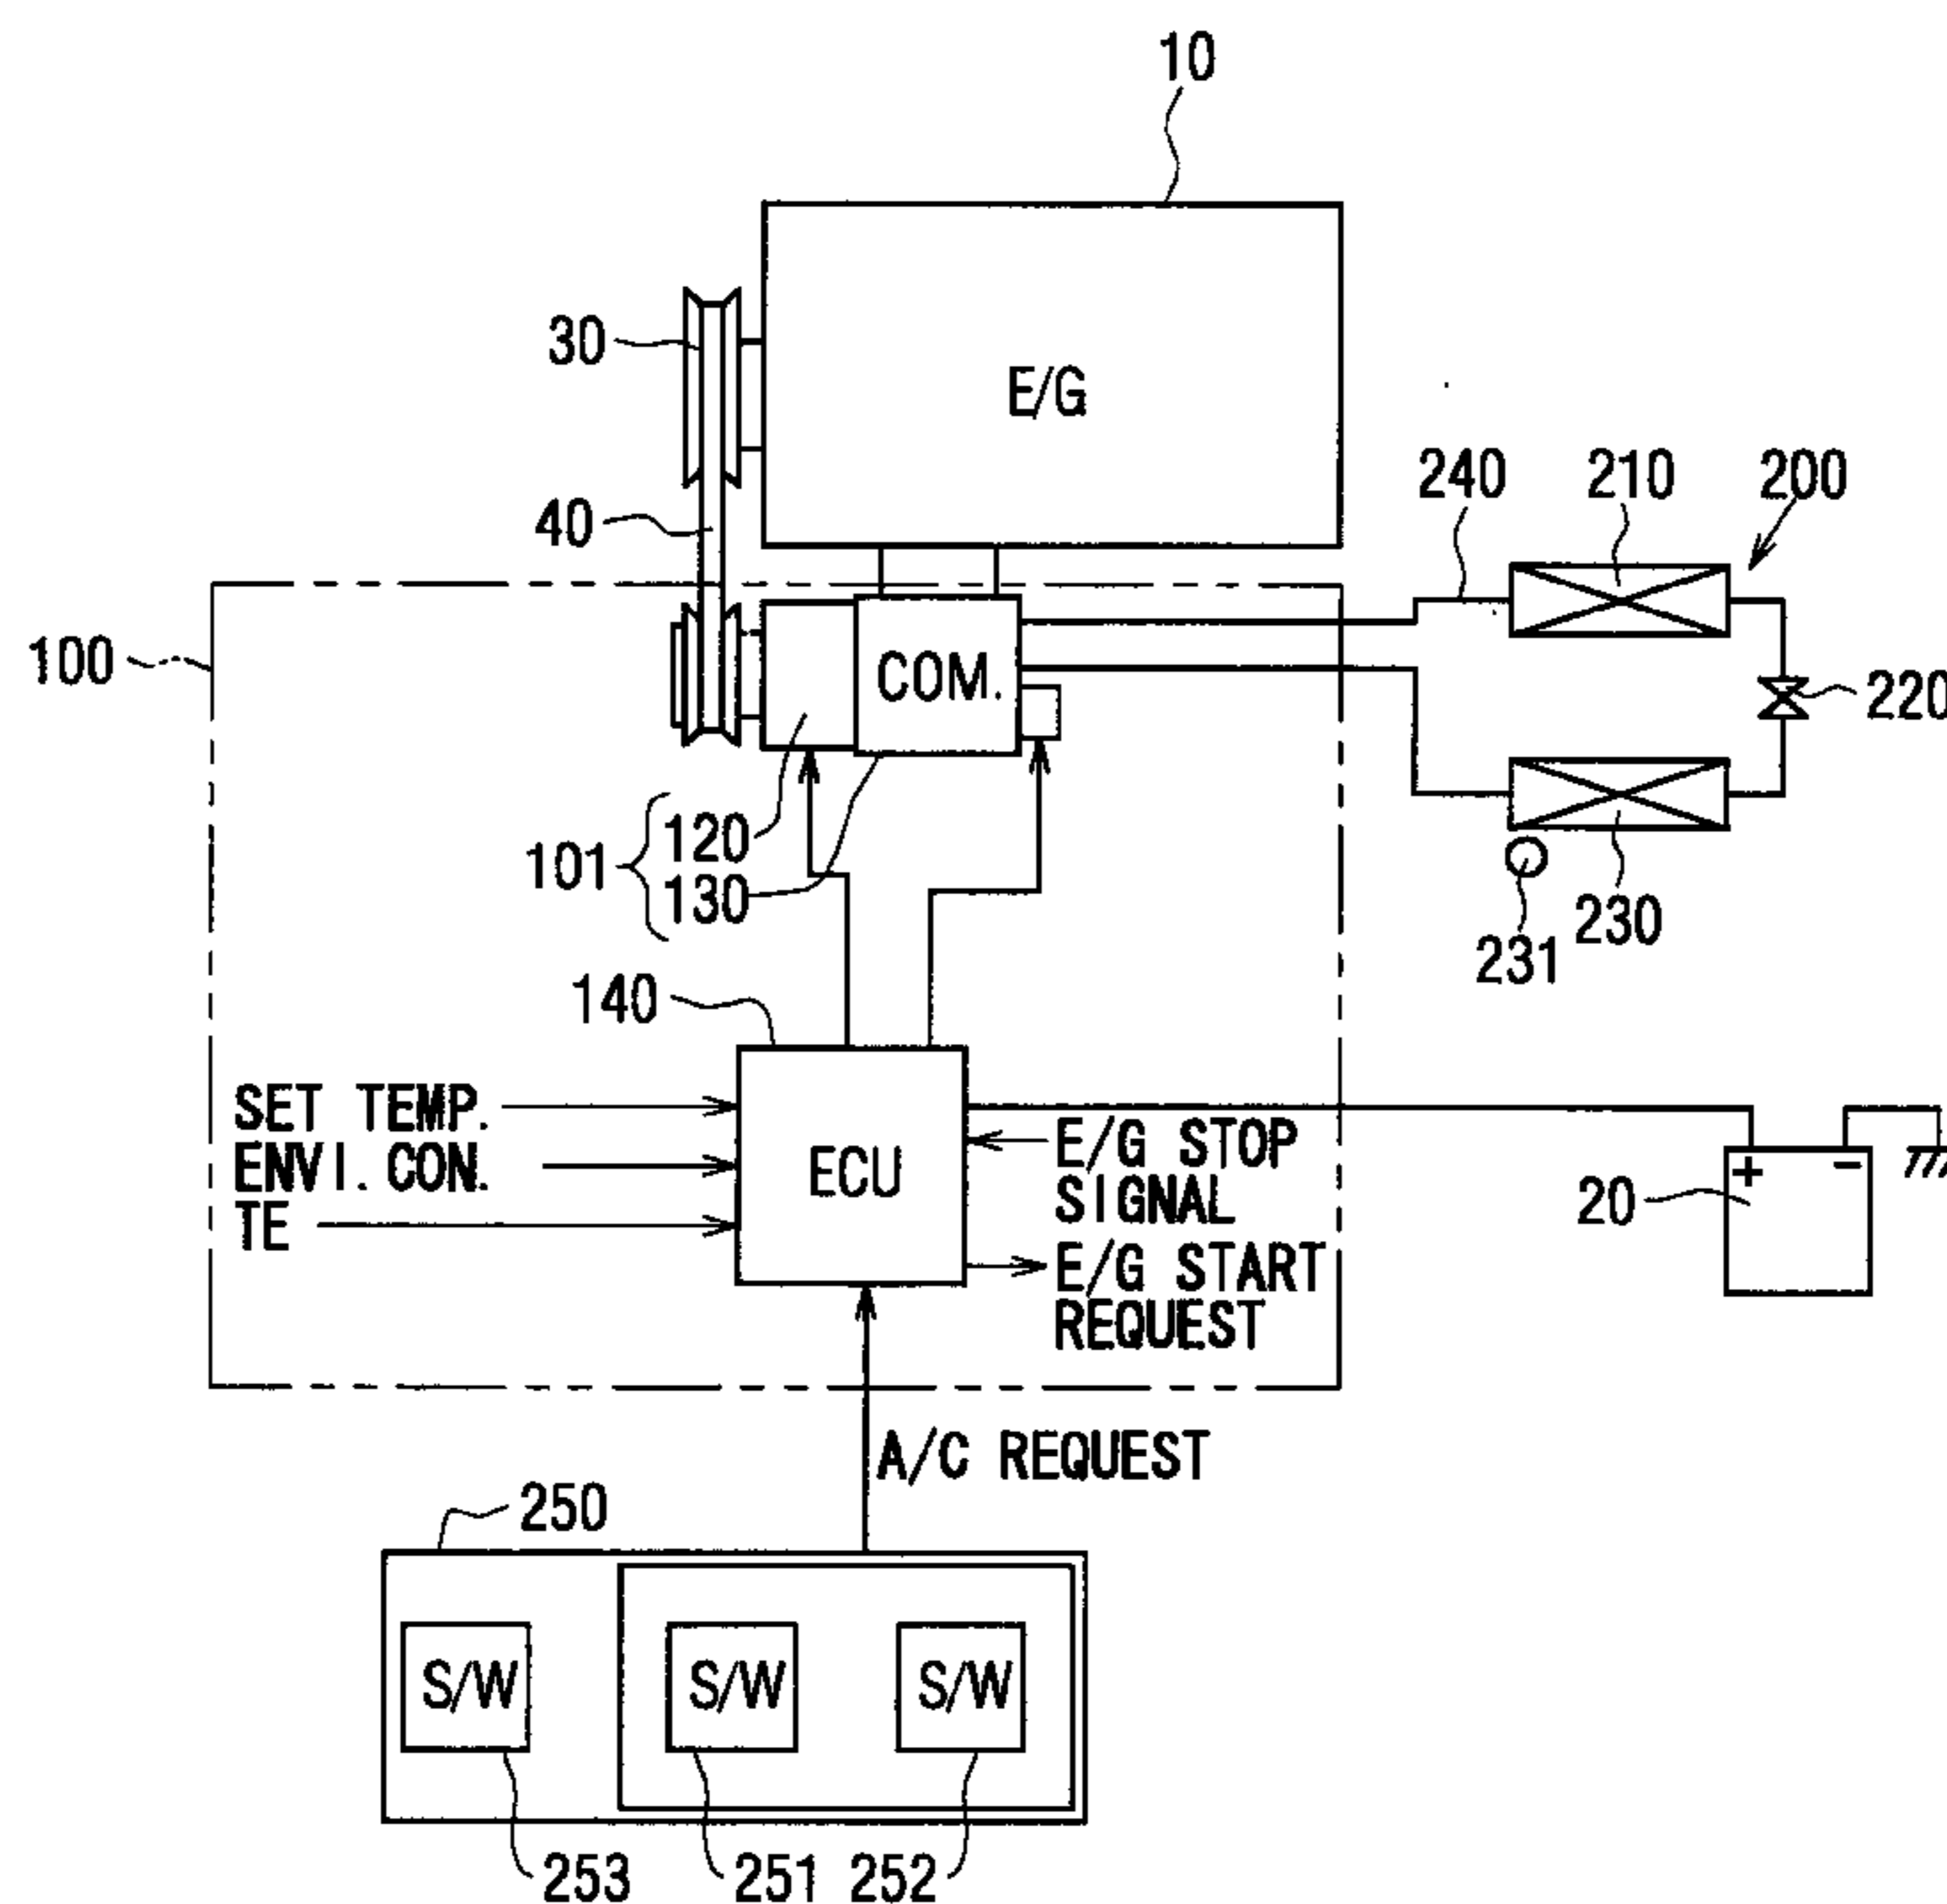 10
30
E/G
40
240
210
200
100
COM.
220
120
101
130
230
231
140
SET TEMP.
ENVI. CON.
TE
ECU
E/G STOP
SIGNAL
E/G START
REQUEST
+
-
20
A/C REQUEST
250
S/W
S/W
S/W
253
251
252